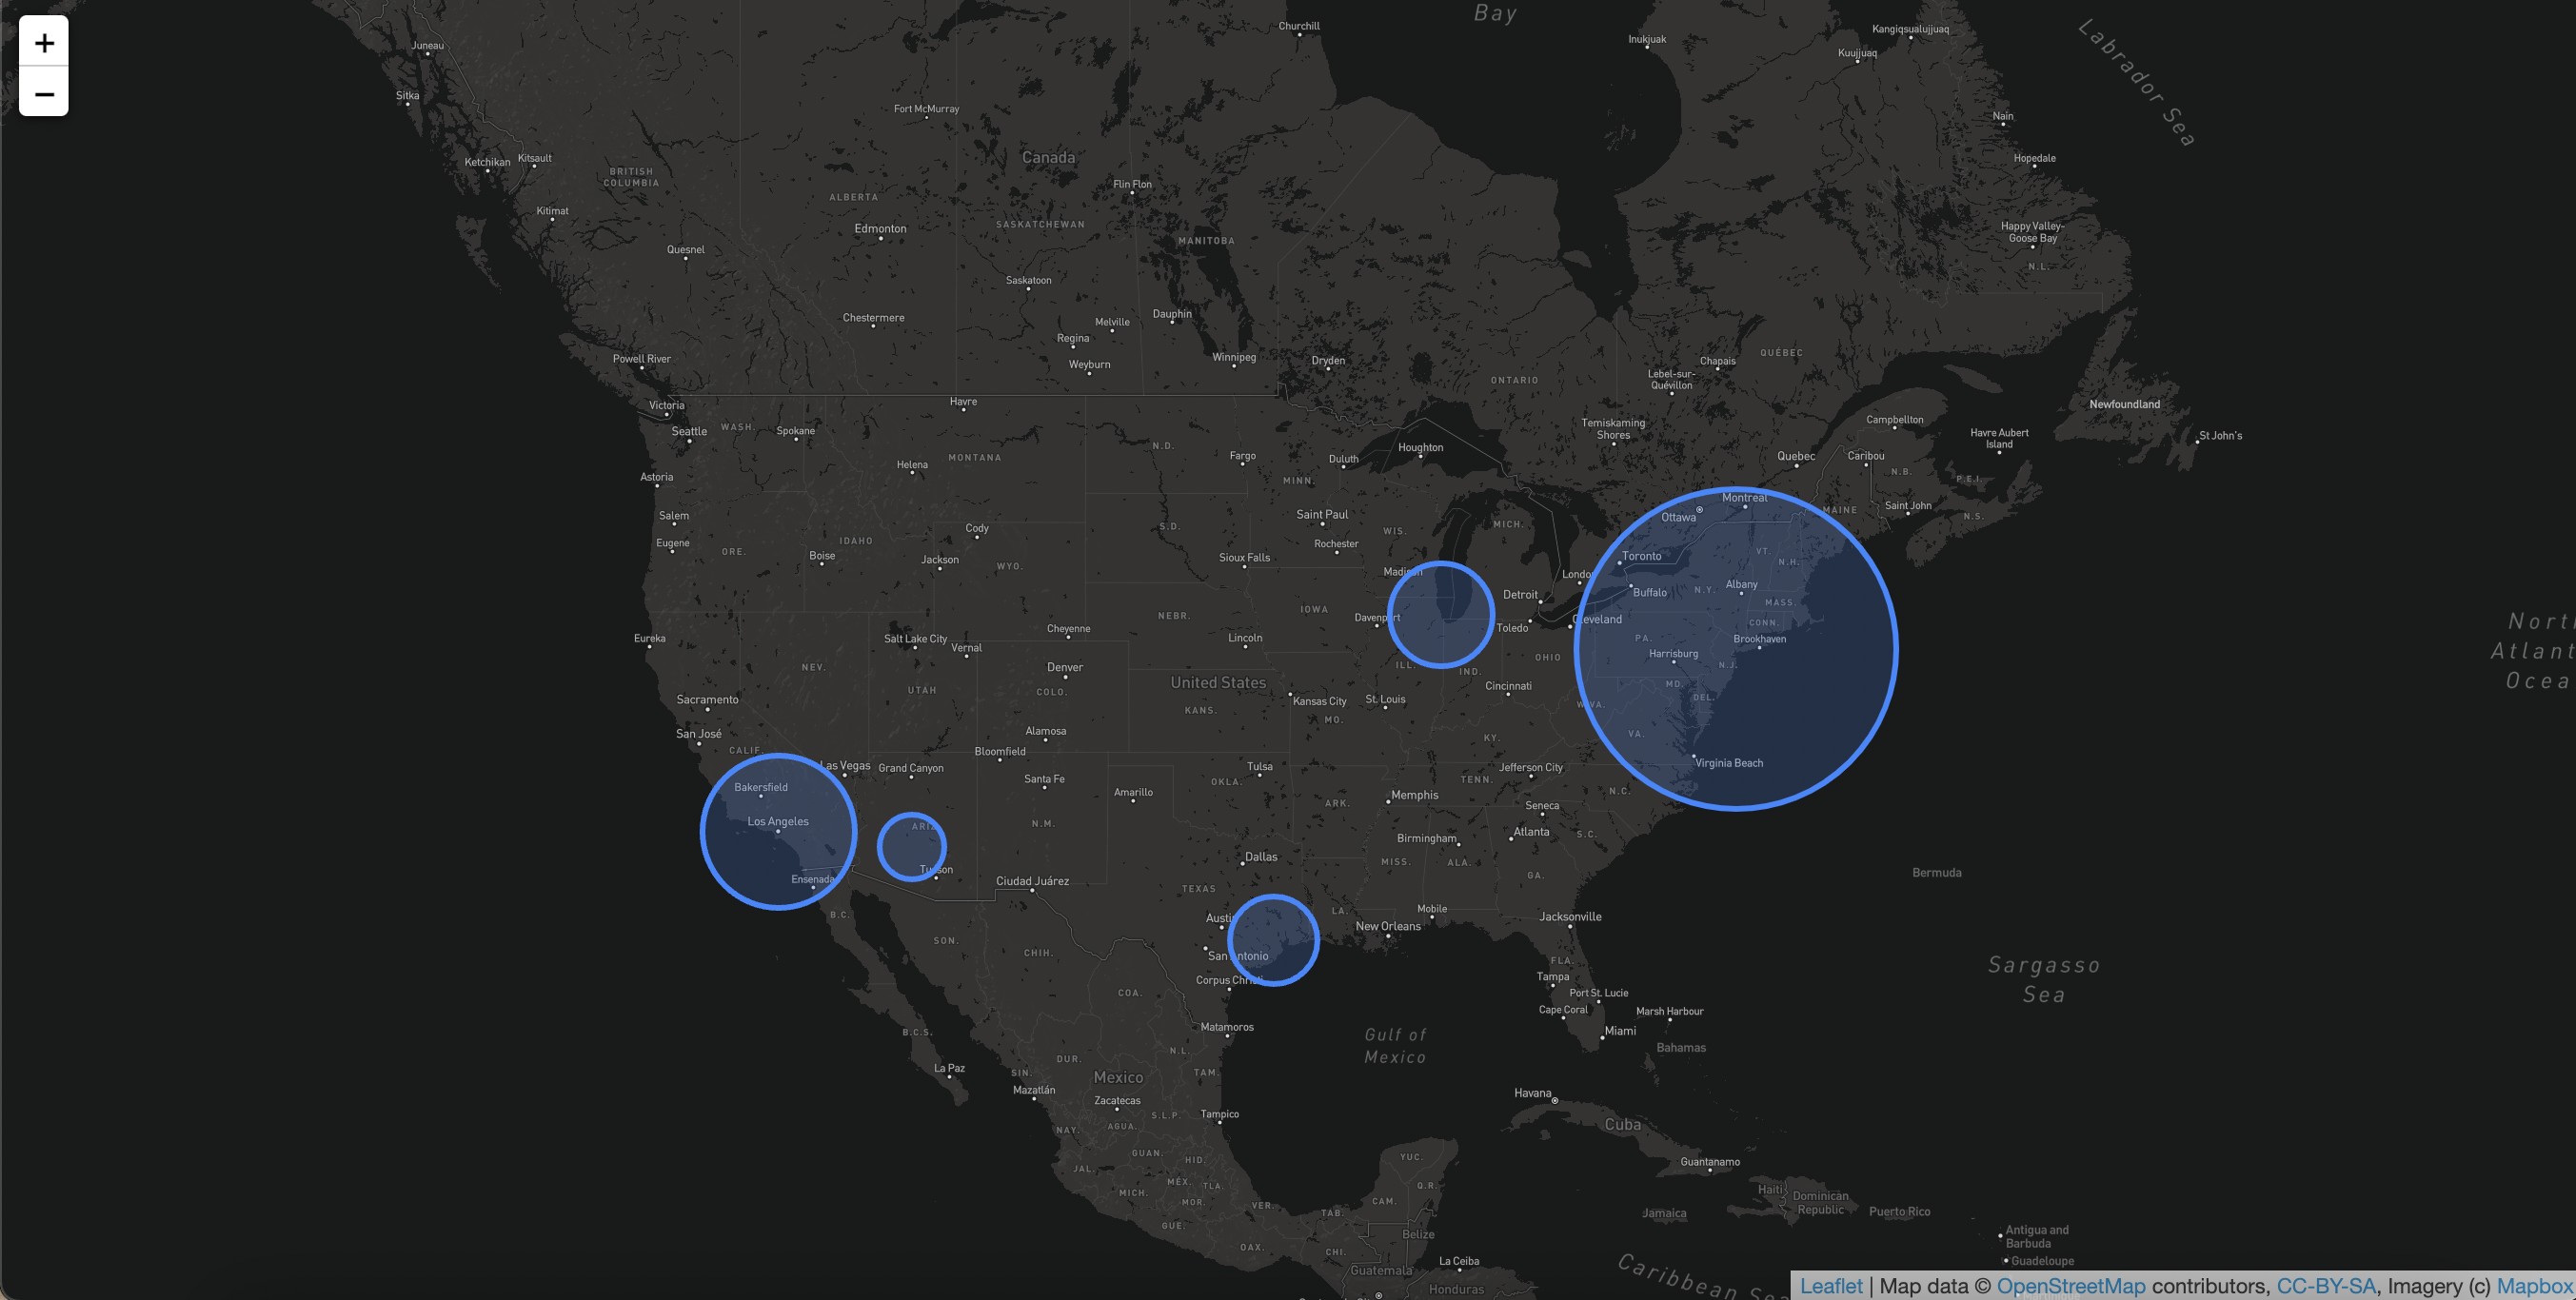 +
−
Bay
Labrador Sea
Churchill
Inukjuak
Kangiqsualujjuaq
Kuujjuaq
Juneau
Sitka
Fort McMurray
Nain
Ketchikan
Kitsault
Canada
Hopedale
BRITISH
COLUMBIA
ALBERTA
Flin Flon
Kitimat
SASKATCHEWAN
Edmonton
MANITOBA
Happy Valley-
Goose Bay
Quesnel
N.L.
Saskatoon
Chestermere
Melville
Dauphin
Regina
Powell River
Weyburn
Winnipeg
Dryden
Chapais
QUÉBEC
Lebel-sur-
Quévillon
ONTARIO
Victoria
Havre
Newfoundland
Seattle
WASH.
Spokane
N.D.
Temiskaming
Shores
Campbellton
Havre Aubert
Island
St John's
Helena
MONTANA
Fargo
Duluth
Houghton
Quebec
Caribou
N.B.
P.E.I.
Astoria
MINN.
Montreal
MAINE
Saint John
N.S.
Salem
Saint Paul
Ottawa
Cody
S.D.
WIS.
MICH.
Eugene
ORE.
IDAHO
Boise
Jackson
WYO.
Rochester
Sioux Falls
Toronto
VT.
N.H.
Madison
London
Buffalo
N.Y.
Albany
MASS.
Detroit
IOWA
NEBR.
Davenport
Toledo
Cleveland
CONN.
Eureka
Salt Lake City
Vernal
Cheyenne
Lincoln
PA.
Brookhaven
North
Atlantic
Ocean
NEV.
Denver
ILL.
IND.
OHIO
Harrisburg
N.J.
UTAH
COLO.
United States
Cincinnati
MD.
DEL.
Sacramento
Kansas City
St. Louis
W.VA.
KANS.
MO.
San José
CALIF.
Alamosa
KY.
VA.
Bloomfield
Las Vegas
Grand Canyon
Tulsa
Jefferson City
Virginia Beach
Bakersfield
Santa Fe
Amarillo
OKLA.
TENN.
N.C.
Memphis
ARK.
Seneca
Los Angeles
ARIZ.
N.M.
Birmingham
Atlanta
S.C.
Dallas
MISS.
ALA.
Tucson
Ensenada
Ciudad Juárez
TEXAS
GA.
Bermuda
B.C.
Austin
LA.
Mobile
Jacksonville
New Orleans
SON.
CHIH.
San Antonio
FLA.
Sargasso
Sea
Corpus Christi
Tampa
COA.
Port St. Lucie
Cape Coral
Marsh Harbour
B.C.S.
Matamoros
Gulf of
Mexico
Miami
Bahamas
DUR.
N.L.
La Paz
SIN.
Mexico
TAM.
Mazatlán
Zacatecas
Havana
S.L.P.
Tampico
Cuba
NAY.
AGUA.
GUAN.
HID.
YUC.
Guantanamo
JAL.
MÉX.
TLA.
Q.R.
MICH.
MOR.
CAM.
Haiti
Dominican
Republic
VER.
TAB.
Jamaica
Puerto Rico
GUE.
Belize
Antigua and
Barbuda
OAX.
CHI.
La Ceiba
Guadeloupe
Guatemala
Honduras
Caribbean Sea
Leaflet | Map data © OpenStreetMap contributors, CC-BY-SA, Imagery (c) Mapbox